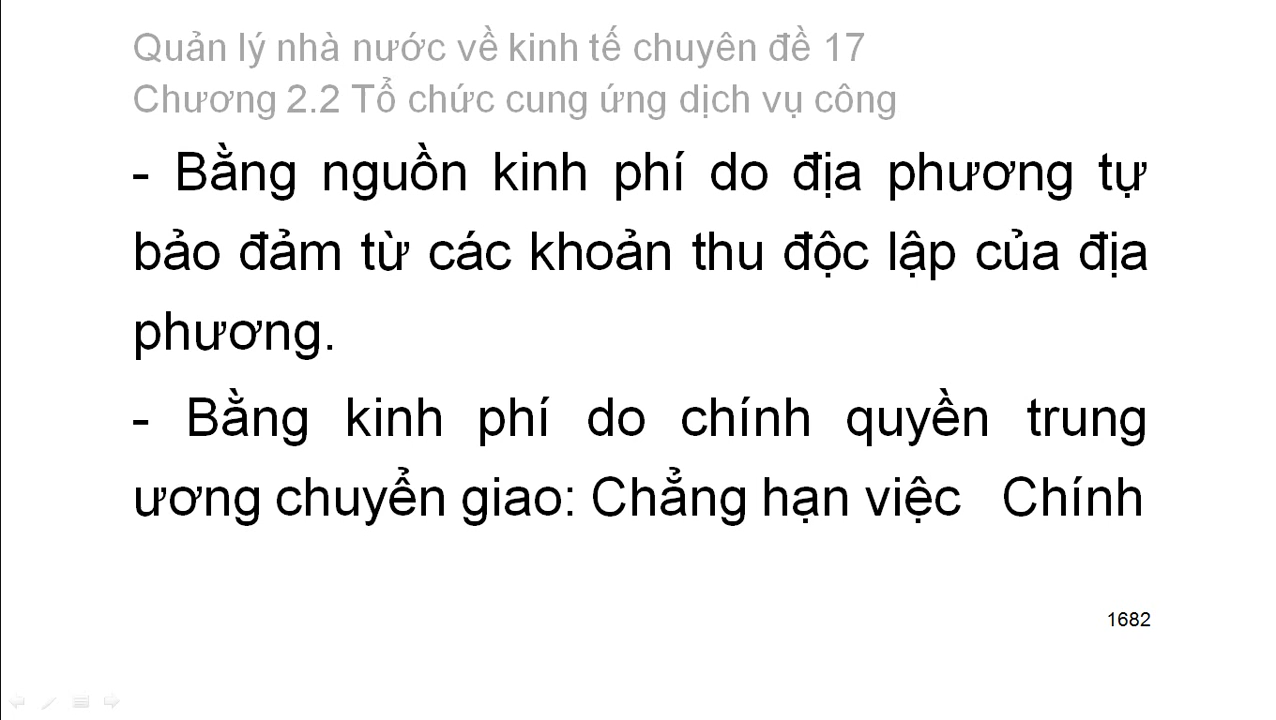 Quản lý nhà nước về kinh tế chuyên đề 17
Chương 2.2 Tổ chức cung ứng dịch vụ công
- Bằng nguồn kinh phí do địa phương tự
bảo đảm từ các khoản thu độc lập của địa
phương.
- Bằng kinh phí do chính quyền trung
ương chuyển giao: Chẳng hạn việc Chính
1682